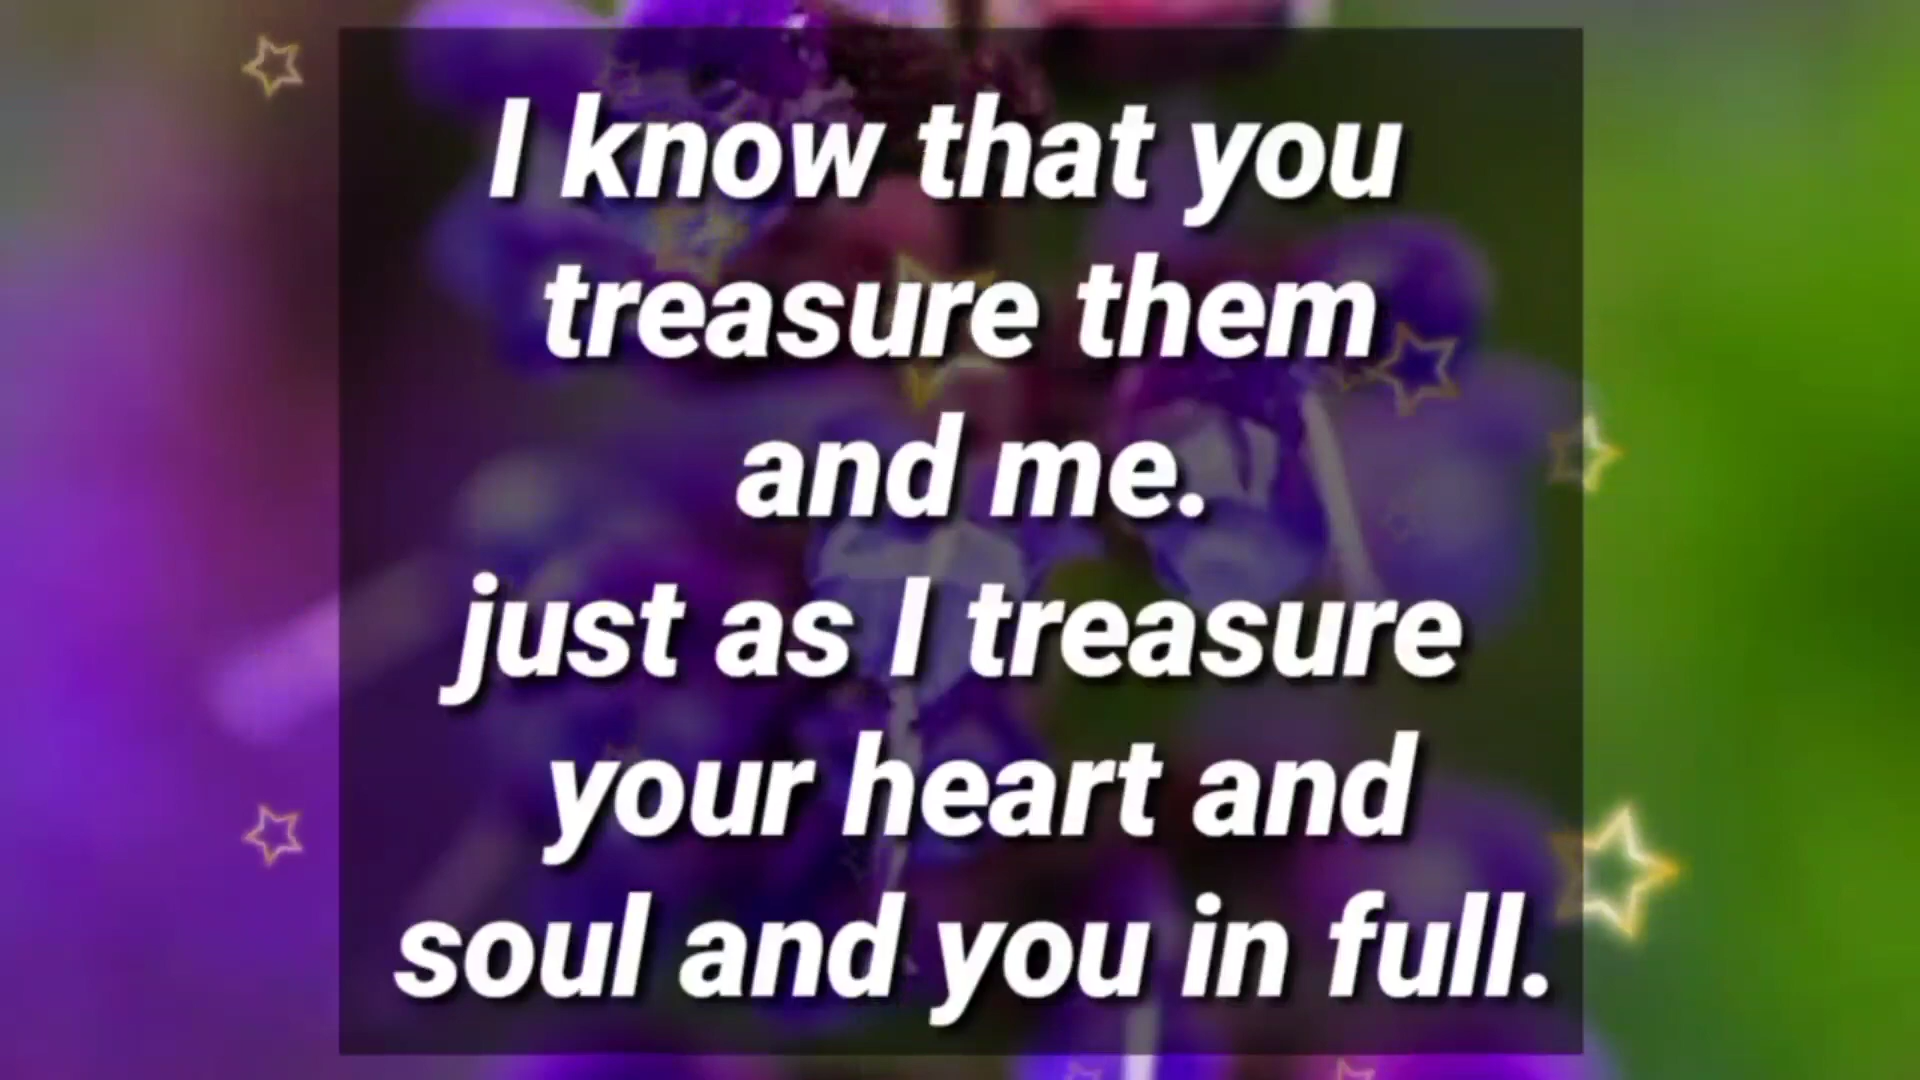 I know that you
treasure them
and me.
just as I treasure
your heart and
soul and you in full.